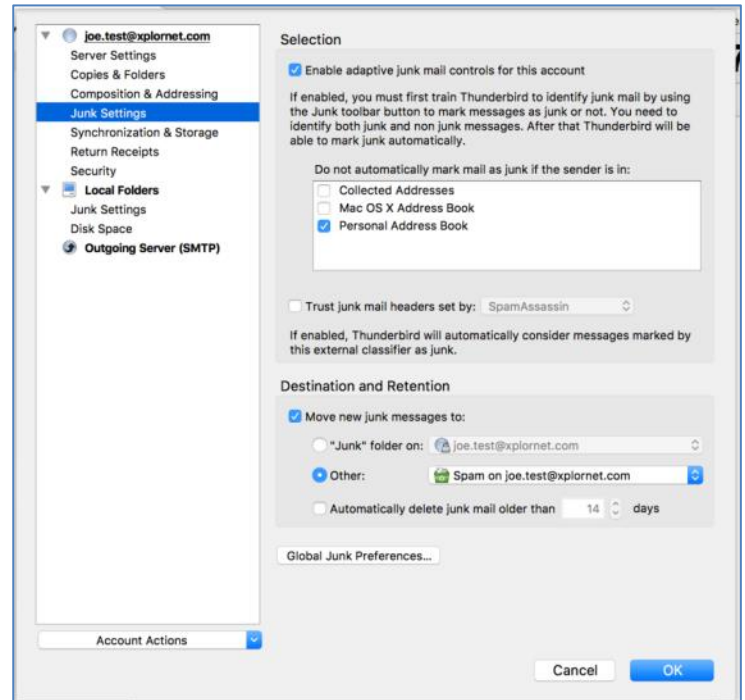 joe.test@xplornet.com
Server Settings
Copies & Folders
Composition & Addressing
Junk Settings
Synchronization & Storage
Return Receipts
Security
Local Folders
Junk Settings
Disk Space
Outgoing Server (SMTP)
Account Actions
Selection
Enable adaptive junk mail controls for this account
If enabled, you must first train Thunderbird to identify junk mail by using
the Junk toolbar button to mark messages as junk or not. You need to
identify both junk and non junk messages. After that Thunderbird will be
able to mark junk automatically.
Do not automatically mark mail as junk if the sender is in:
Collected Addresses
Mac OS X Address Book
Personal Address Book
Trust junk mail headers set by: SpamAssassin
If enabled, Thunderbird will automatically consider messages marked by
this external classifier as junk.
Destination and Retention
Move new junk messages to:
"Junk" folder on: joe.test@xplornet.com
Other: Spam on joe.test@xplornet.com
Automatically delete junk mail older than 14 days
Global Junk Preferences...
Cancel OK